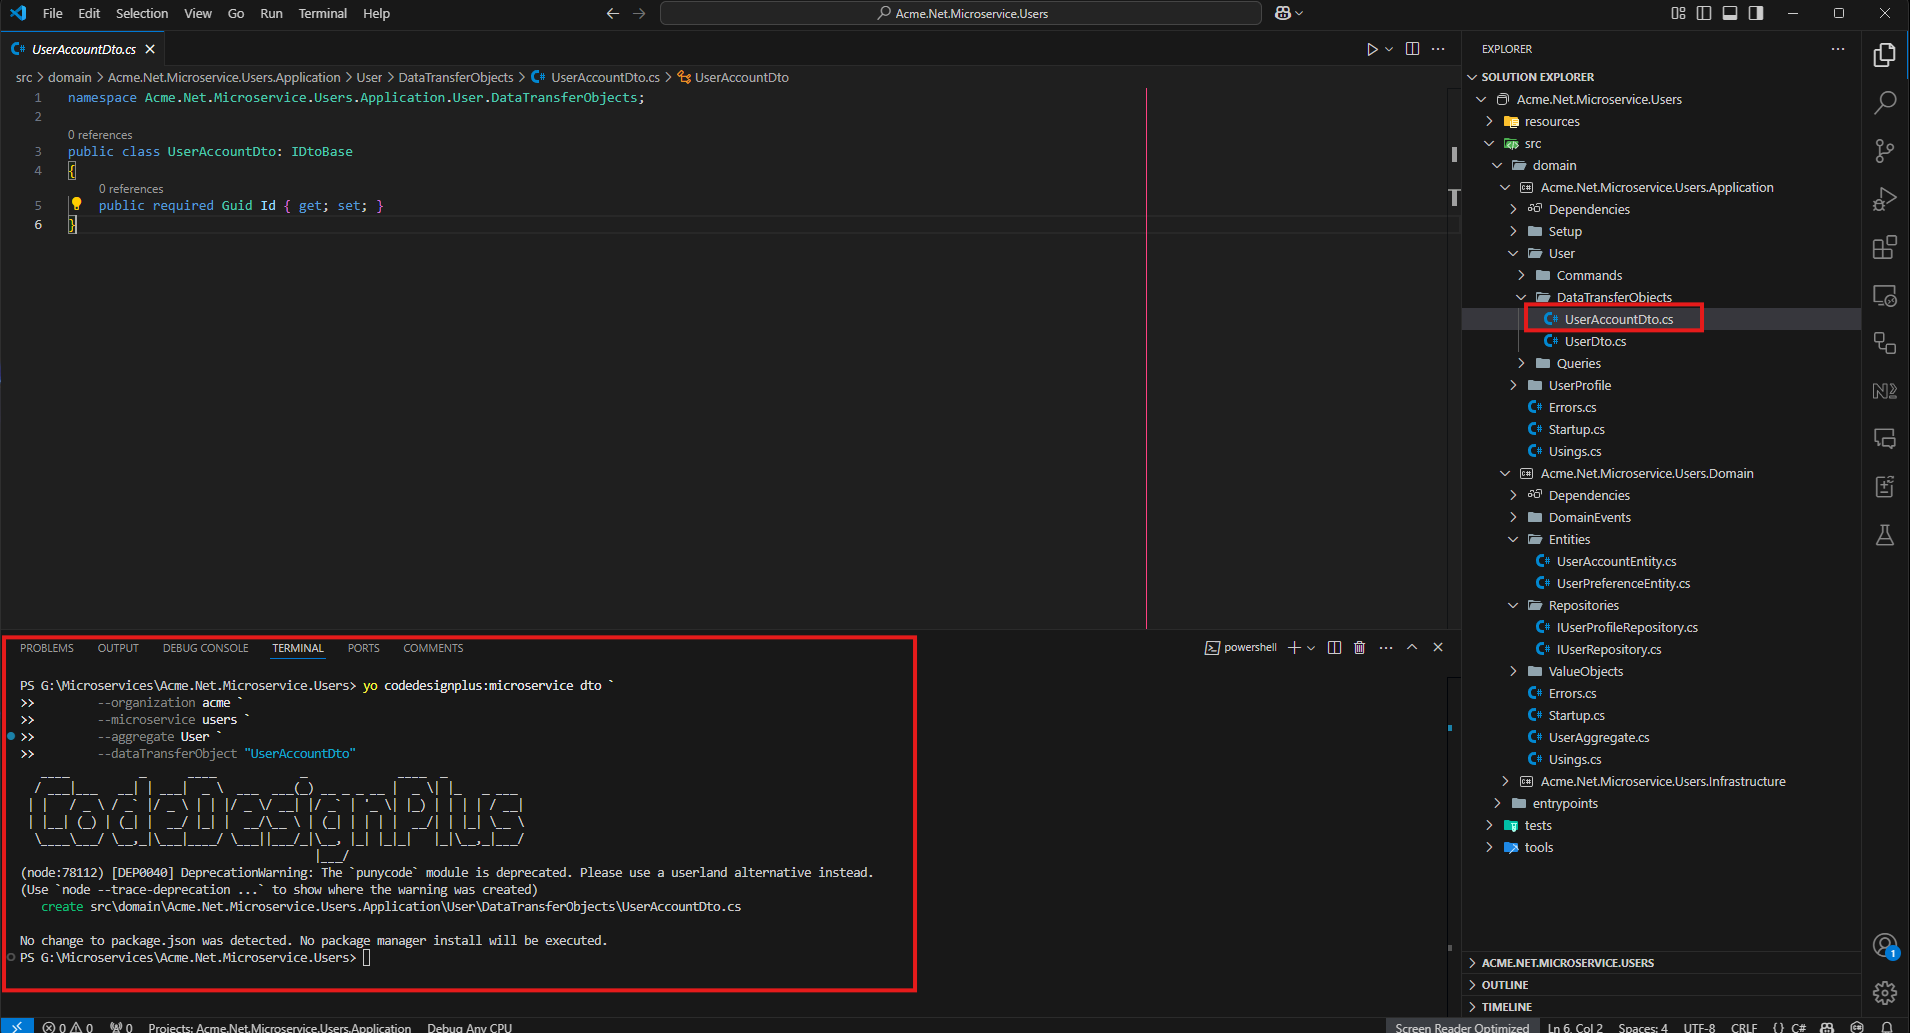 File Edit Selection View Go Run Terminal Help
Acme.Net.Microservice.Users
UserAccountDto.cs
src > domain > Acme.Net.Microservice.Users.Application > User > DataTransferObjects > UserAccountDto.cs > UserAccountDto
1 namespace Acme.Net.Microservice.Users.Application.User.DataTransferObjects;
2
0 references
3 public class UserAccountDto: IDtoBase
4 {
0 references
5 public required Guid Id { get; set; }
6 }
EXPLORER
SOLUTION EXPLORER
Acme.Net.Microservice.Users
resources
src
domain
Acme.Net.Microservice.Users.Application
Dependencies
Setup
User
Commands
DataTransferObjects
UserAccountDto.cs
UserDto.cs
Queries
UserProfile
Errors.cs
Startup.cs
Usings.cs
Acme.Net.Microservice.Users.Domain
Dependencies
DomainEvents
Entities
UserAccountEntity.cs
UserPreferenceEntity.cs
Repositories
IUserProfileRepository.cs
IUserRepository.cs
ValueObjects
Errors.cs
Startup.cs
UserAggregate.cs
Usings.cs
Acme.Net.Microservice.Users.Infrastructure
entrypoints
tests
tools
ACME.NET.MICROSERVICE.USERS
OUTLINE
TIMELINE
1
PROBLEMS OUTPUT DEBUG CONSOLE TERMINAL PORTS COMMENTS
powershell
PS G:\Microservices\Acme.Net.Microservice.Users> yo codedesignplus:microservice dto `
>> --organization acme `
>> --microservice users `
>> --aggregate User `
>> --dataTransferObject "UserAccountDto"
CodeDesignPlus
(node:78112) [DEP0040] DeprecationWarning: The `punycode` module is deprecated. Please use a userland alternative instead.
(Use `node --trace-deprecation ...` to show where the warning was created)
create src\domain\Acme.Net.Microservice.Users.Application\User\DataTransferObjects\UserAccountDto.cs
No change to package.json was detected. No package manager install will be executed.
PS G:\Microservices\Acme.Net.Microservice.Users>
0 0 0 Projects: Acme.Net.Microservice.Users.Application Debug Any CPU
Screen Reader Optimized Ln 6, Col 2 Spaces: 4 UTF-8 CRLF {} C#